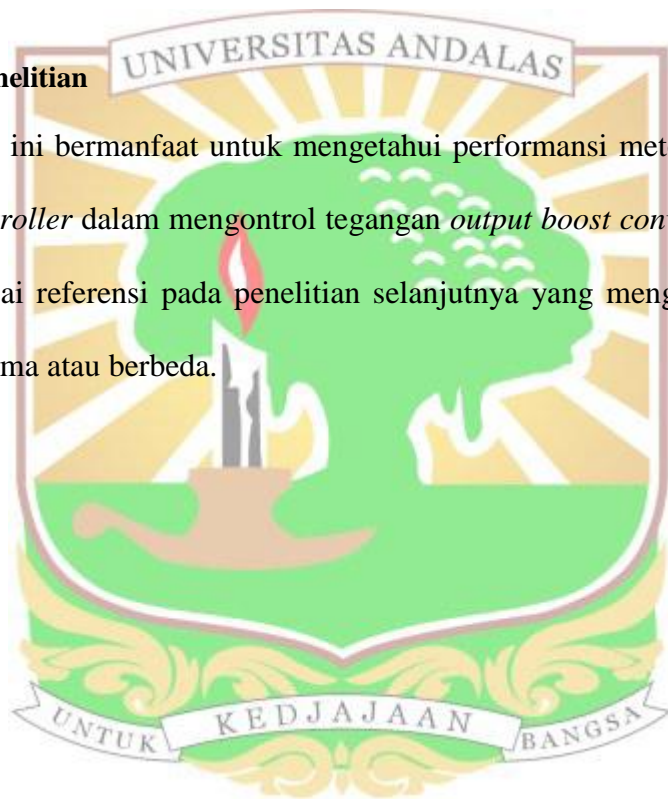 UNIVERSITAS ANDALAS
nelitian
ini bermanfaat untuk mengetahui performansi met
roller dalam mengontrol tegangan output boost con
ai referensi pada penelitian selanjutnya yang meng
ma atau berbeda.
UNTUK KEDJAJAAN BANGSA